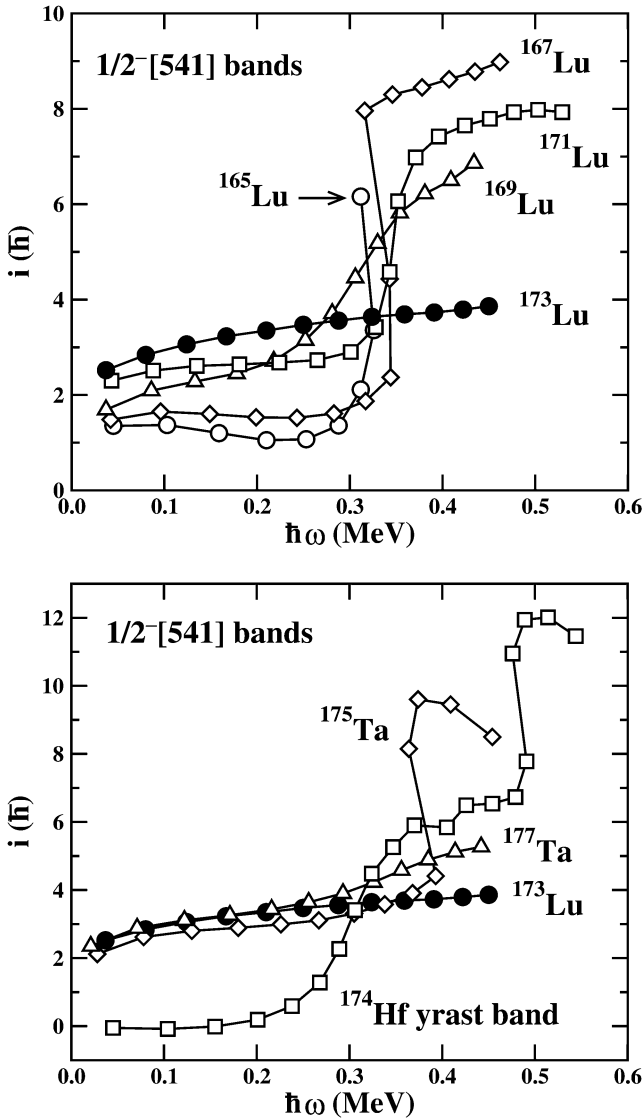 10
1/2⁻[541] bands
¹⁶⁷Lu
8
¹⁷¹Lu
¹⁶⁵Lu
¹⁶⁹Lu
6
i (ħ)
4
¹⁷³Lu
2
0
0.0 0.1 0.2 0.3 0.4 0.5 0.6
ħω (MeV)
12
1/2⁻[541] bands
10
¹⁷⁵Ta
8
i (ħ)
6
¹⁷⁷Ta
4
¹⁷³Lu
2
¹⁷⁴Hf yrast band
0
0.0 0.1 0.2 0.3 0.4 0.5 0.6
ħω (MeV)